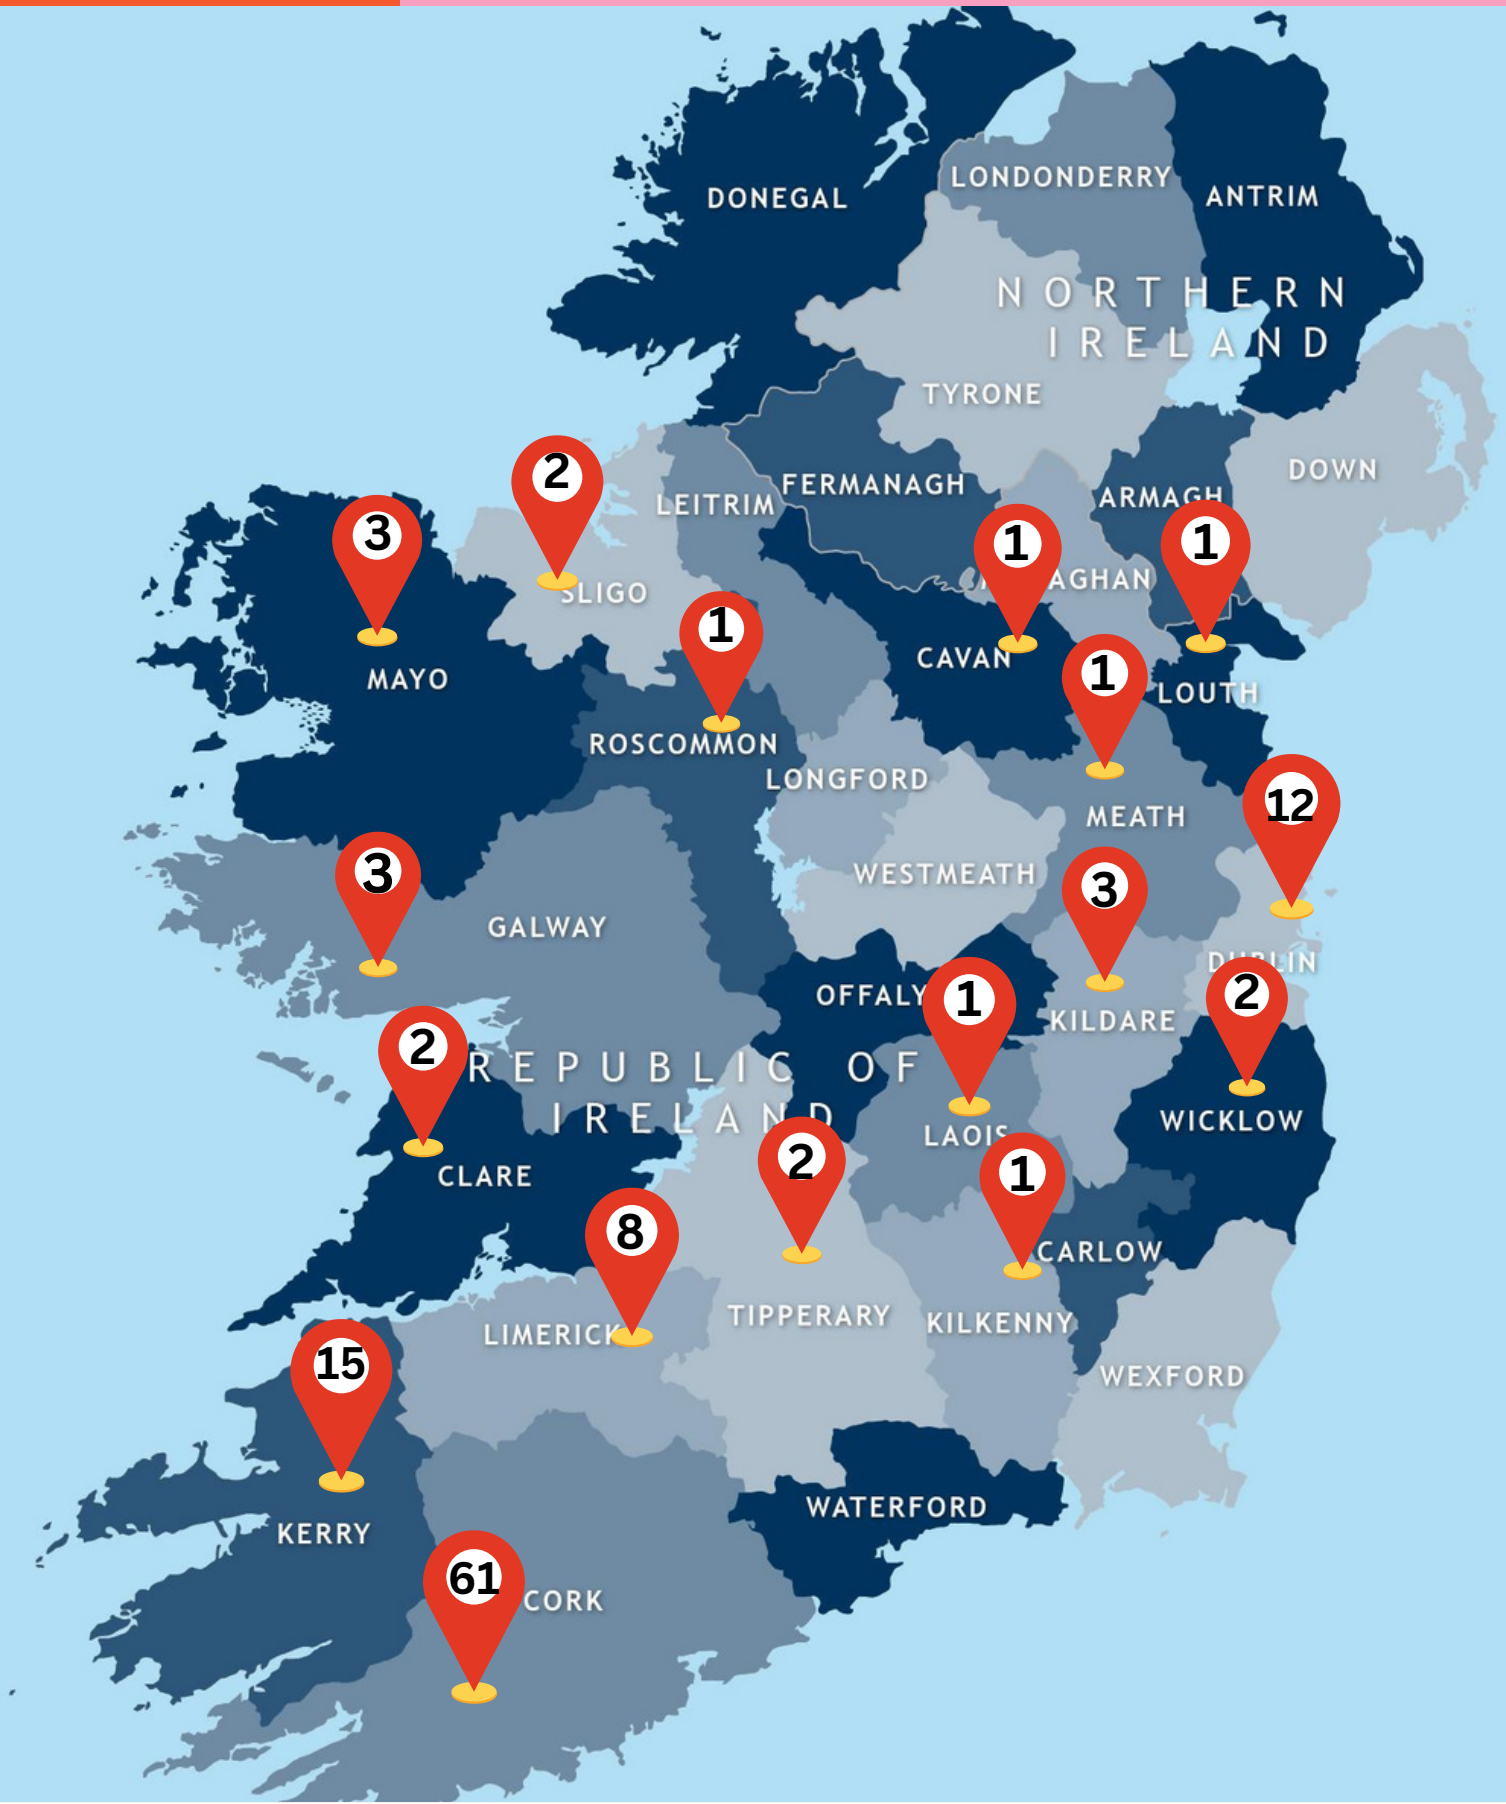 DONEGAL
LONDONDERRY
ANTRIM
NORTHERN
IRELAND
TYRONE
DOWN
FERMANAGH
ARMAGH
LEITRIM
2
3
1
1
AGHAN
SLIGO
1
CAVAN
MAYO
1
LOUTH
ROSCOMMON
LONGFORD
MEATH
12
WESTMEATH
3
3
GALWAY
DUBLIN
OFFALY
1
2
KILDARE
2
REPUBLIC OF
IRELAND
WICKLOW
LAOIS
2
1
CLARE
8
CARLOW
TIPPERARY
KILKENNY
LIMERICK
15
WEXFORD
WATERFORD
KERRY
61
CORK